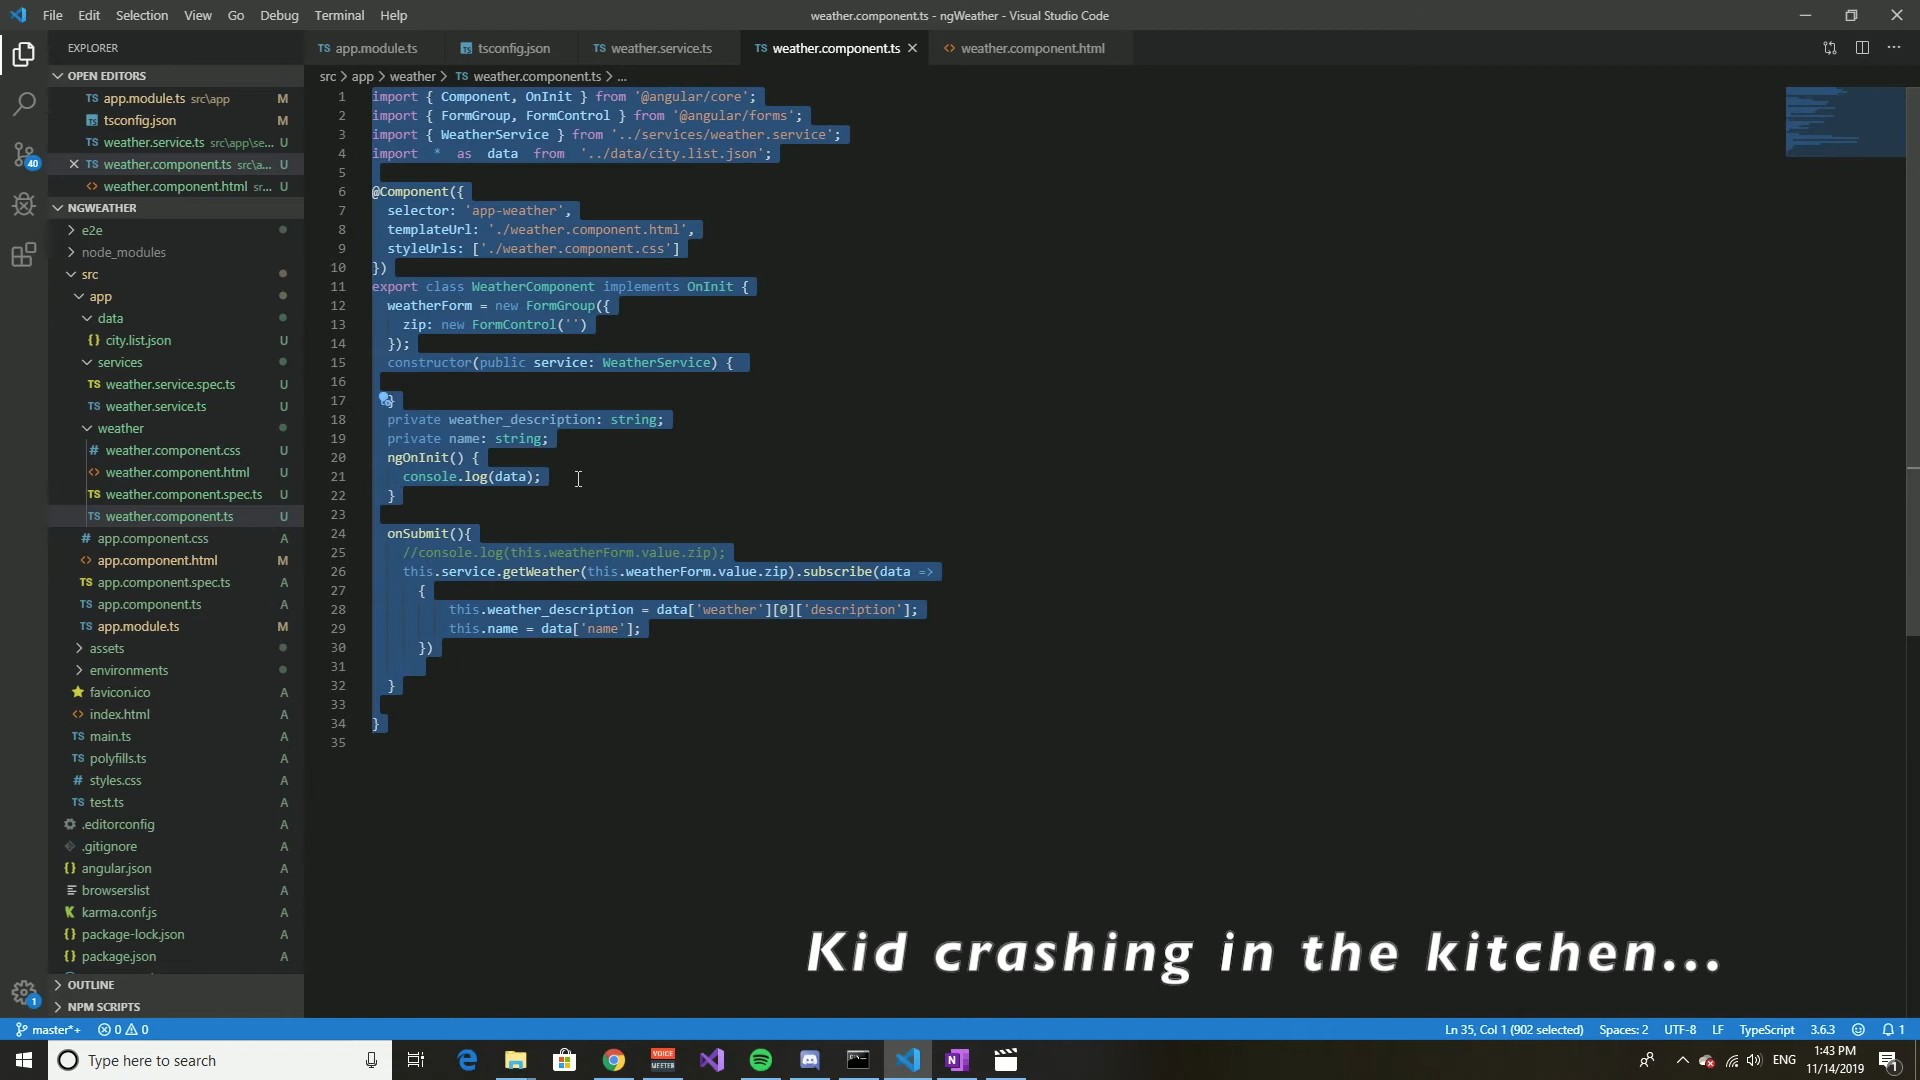 File Edit Selection View Go Debug Terminal Help
weather.component.ts - ngWeather - Visual Studio Code
EXPLORER
OPEN EDITORS
TS app.module.ts src\app M
tsconfig.json M
TS weather.service.ts src\app\se... U
TS weather.component.ts src\a... U
<> weather.component.html sr... U
NGWEATHER
e2e
node_modules
src
app
data
{} city.list.json U
services
TS weather.service.spec.ts U
TS weather.service.ts U
weather
# weather.component.css U
<> weather.component.html U
TS weather.component.spec.ts U
TS weather.component.ts U
# app.component.css A
<> app.component.html M
TS app.component.spec.ts A
TS app.component.ts A
TS app.module.ts M
assets
environments
favicon.ico A
<> index.html A
TS main.ts A
TS polyfills.ts A
# styles.css A
TS test.ts A
.editorconfig A
.gitignore A
{} angular.json A
browserslist A
K karma.conf.js A
{} package-lock.json A
{} package.json A
OUTLINE
NPM SCRIPTS
40
1
TS app.module.ts tsconfig.json TS weather.service.ts TS weather.component.ts <> weather.component.html
src > app > weather > TS weather.component.ts > ...
1 import { Component, OnInit } from '@angular/core';
2 import { FormGroup, FormControl } from '@angular/forms';
3 import { WeatherService } from '../services/weather.service';
4 import * as data from '../data/city.list.json';
5
6 @Component({
7 selector: 'app-weather',
8 templateUrl: './weather.component.html',
9 styleUrls: ['./weather.component.css']
10 })
11 export class WeatherComponent implements OnInit {
12 weatherForm = new FormGroup({
13 zip: new FormControl('')
14 });
15 constructor(public service: WeatherService) {
16
17 }
18 private weather_description: string;
19 private name: string;
20 ngOnInit() {
21 console.log(data);
22 }
23
24 onSubmit(){
25 //console.log(this.weatherForm.value.zip);
26 this.service.getWeather(this.weatherForm.value.zip).subscribe(data =>
27 {
28 this.weather_description = data['weather'][0]['description'];
29 this.name = data['name'];
30 })
31
32 }
33
34 }
35
Kid crashing in the kitchen...
master*+ 0 0
Ln 35, Col 1 (902 selected) Spaces: 2 UTF-8 LF TypeScript 3.6.3 1
Type here to search
VOICE MEETER
ENG
1:43 PM
11/14/2019
1